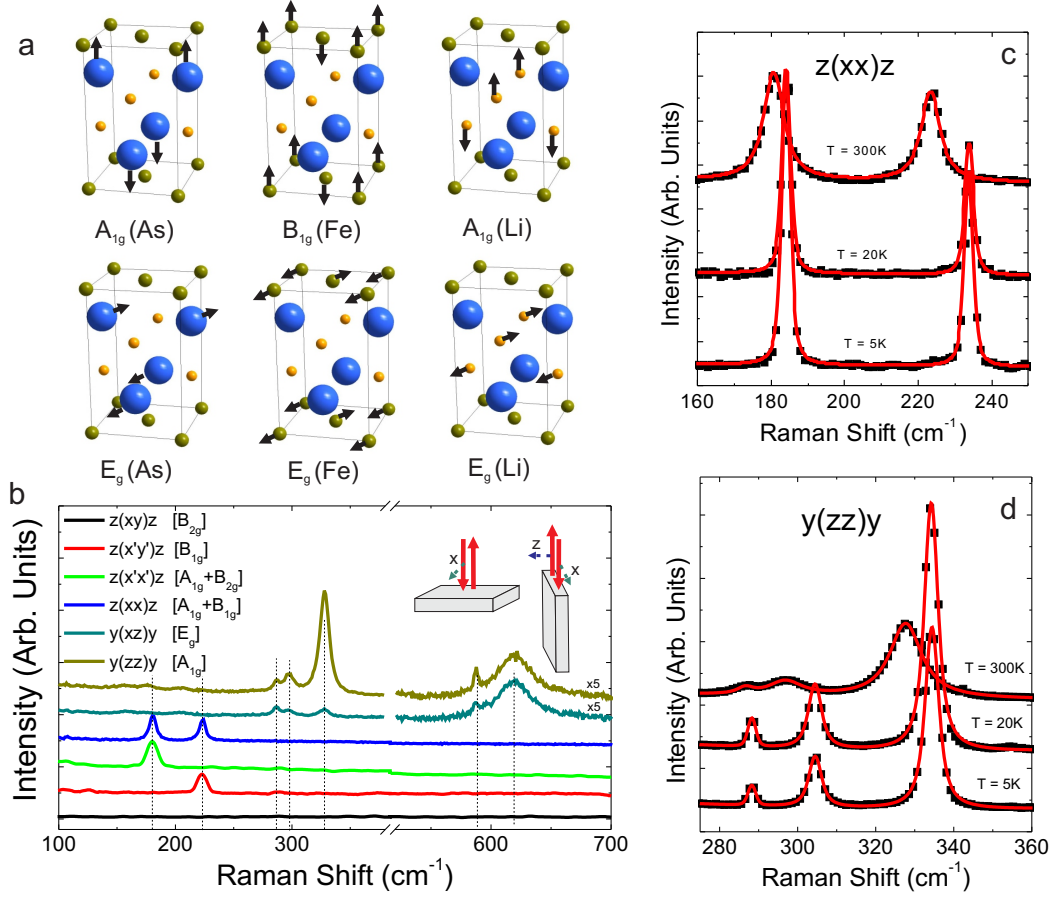 a
A1g(As)
B1g(Fe)
A1g(Li)
Eg(As)
Eg(Fe)
Eg(Li)
b
Intensity (Arb. Units)
z(xy)z [B2g]
z(x'y')z [B1g]
z(x'x')z [A1g+B2g]
z(xx)z [A1g+B1g]
y(xz)y [Eg]
y(zz)y [A1g]
x
z
x
x5
x5
100 200 300 600 700
Raman Shift (cm-1)
c
z(xx)z
Intensity (Arb. Units)
T = 300K
T = 20K
T = 5K
160 180 200 220 240
Raman Shift (cm-1)
d
y(zz)y
Intensity (Arb. Units)
T = 300K
T = 20K
T = 5K
280 300 320 340 360
Raman Shift (cm-1)